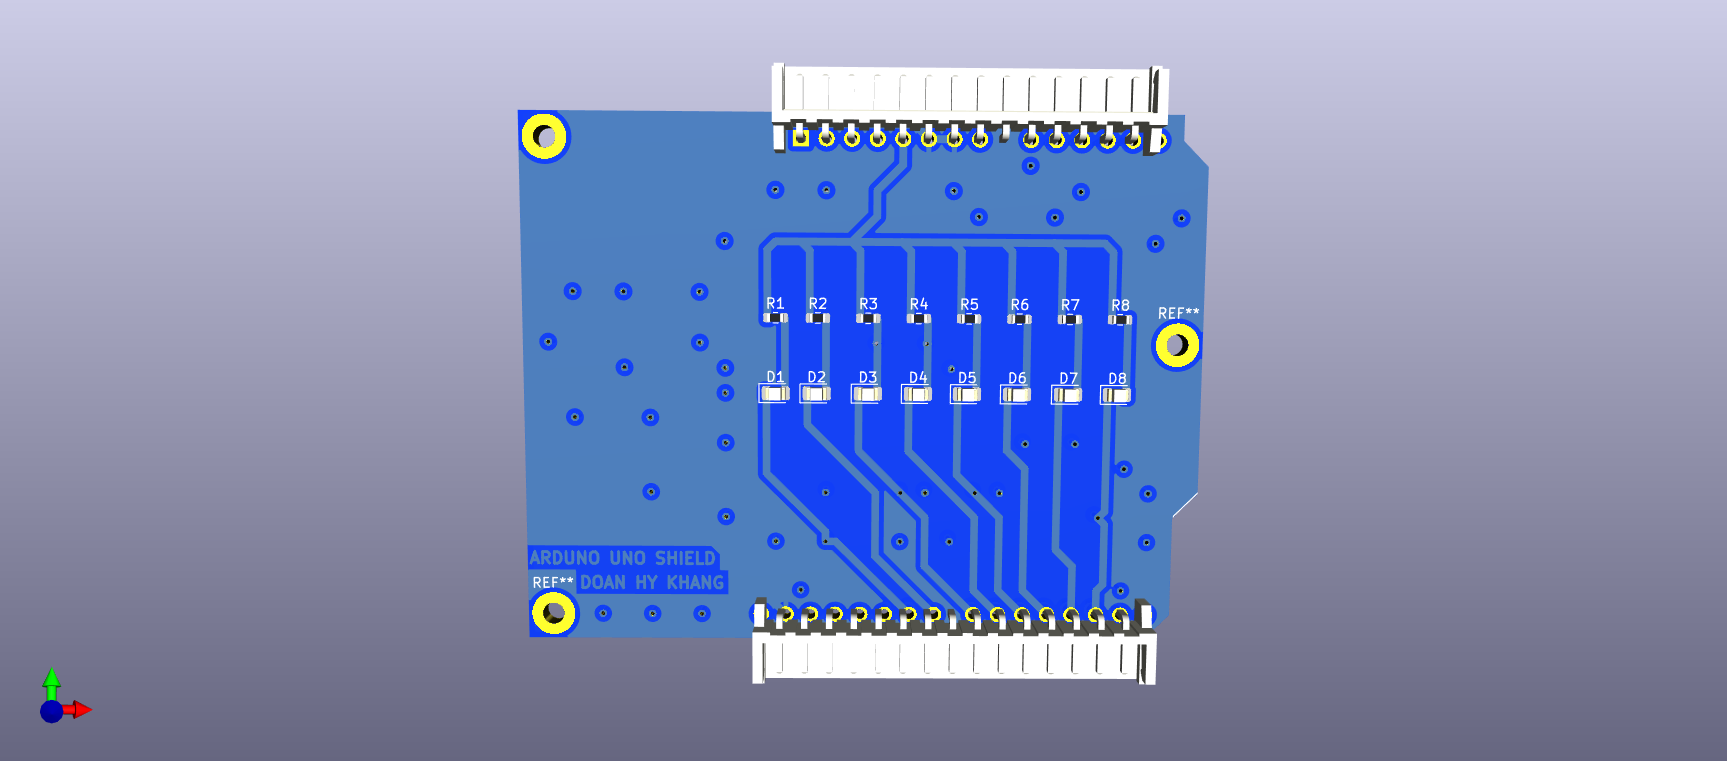 R1 R2 R3 R4 R5 R6 R7 R8
REF**
D1 D2 D3 D4 D5 D6 D7 D8
ARDUNO UNO SHIELD
REF** DOAN HY KHANG